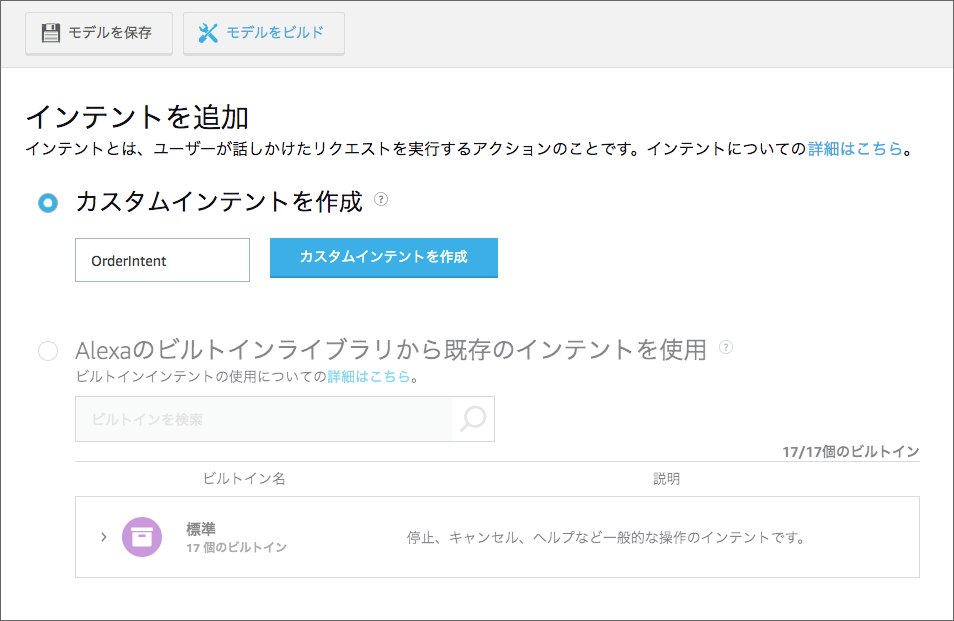 モデルを保存 モデルをビルド
インテントを追加
インテントとは、ユーザーが話しかけたリクエストを実行するアクションのことです。インテントについての詳細はこちら。
カスタムインテントを作成 ?
OrderIntent カスタムインテントを作成
Alexaのビルトインライブラリから既存のインテントを使用 ?
ビルトインインテントの使用についての詳細はこちら。
ビルトインを検索
17/17個のビルトイン
ビルトイン名 説明
標準
17 個のビルトイン
停止、キャンセル、ヘルプなど一般的な操作のインテントです。